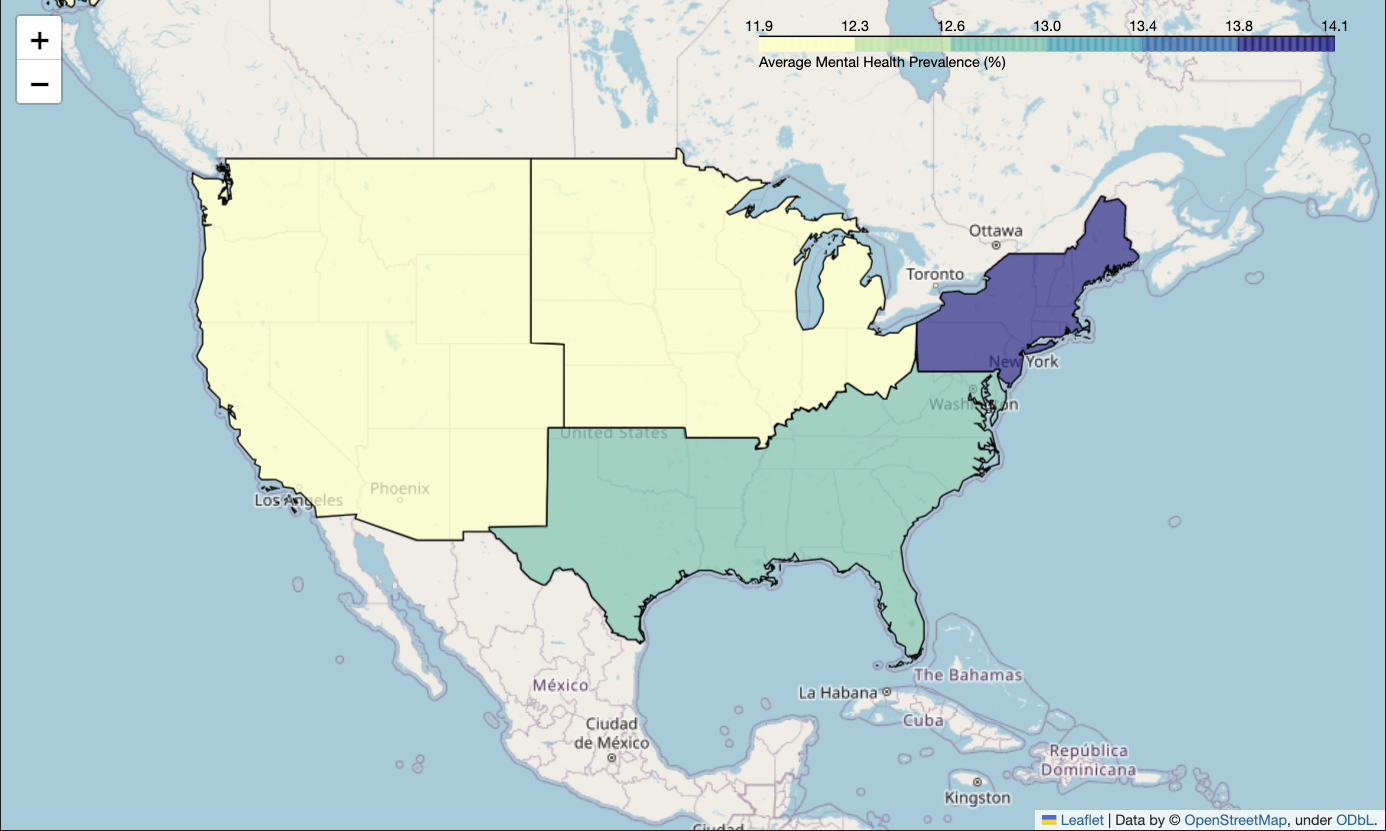 +
−
11.9 12.3 12.6 13.0 13.4 13.8 14.1
Average Mental Health Prevalence (%)
Ottawa
Toronto
New York
Washington
United States
Phoenix
Los Angeles
The Bahamas
México
La Habana
Cuba
Ciudad
de México
República
Dominicana
Kingston
Ciudad
Leaflet | Data by © OpenStreetMap, under ODbL.